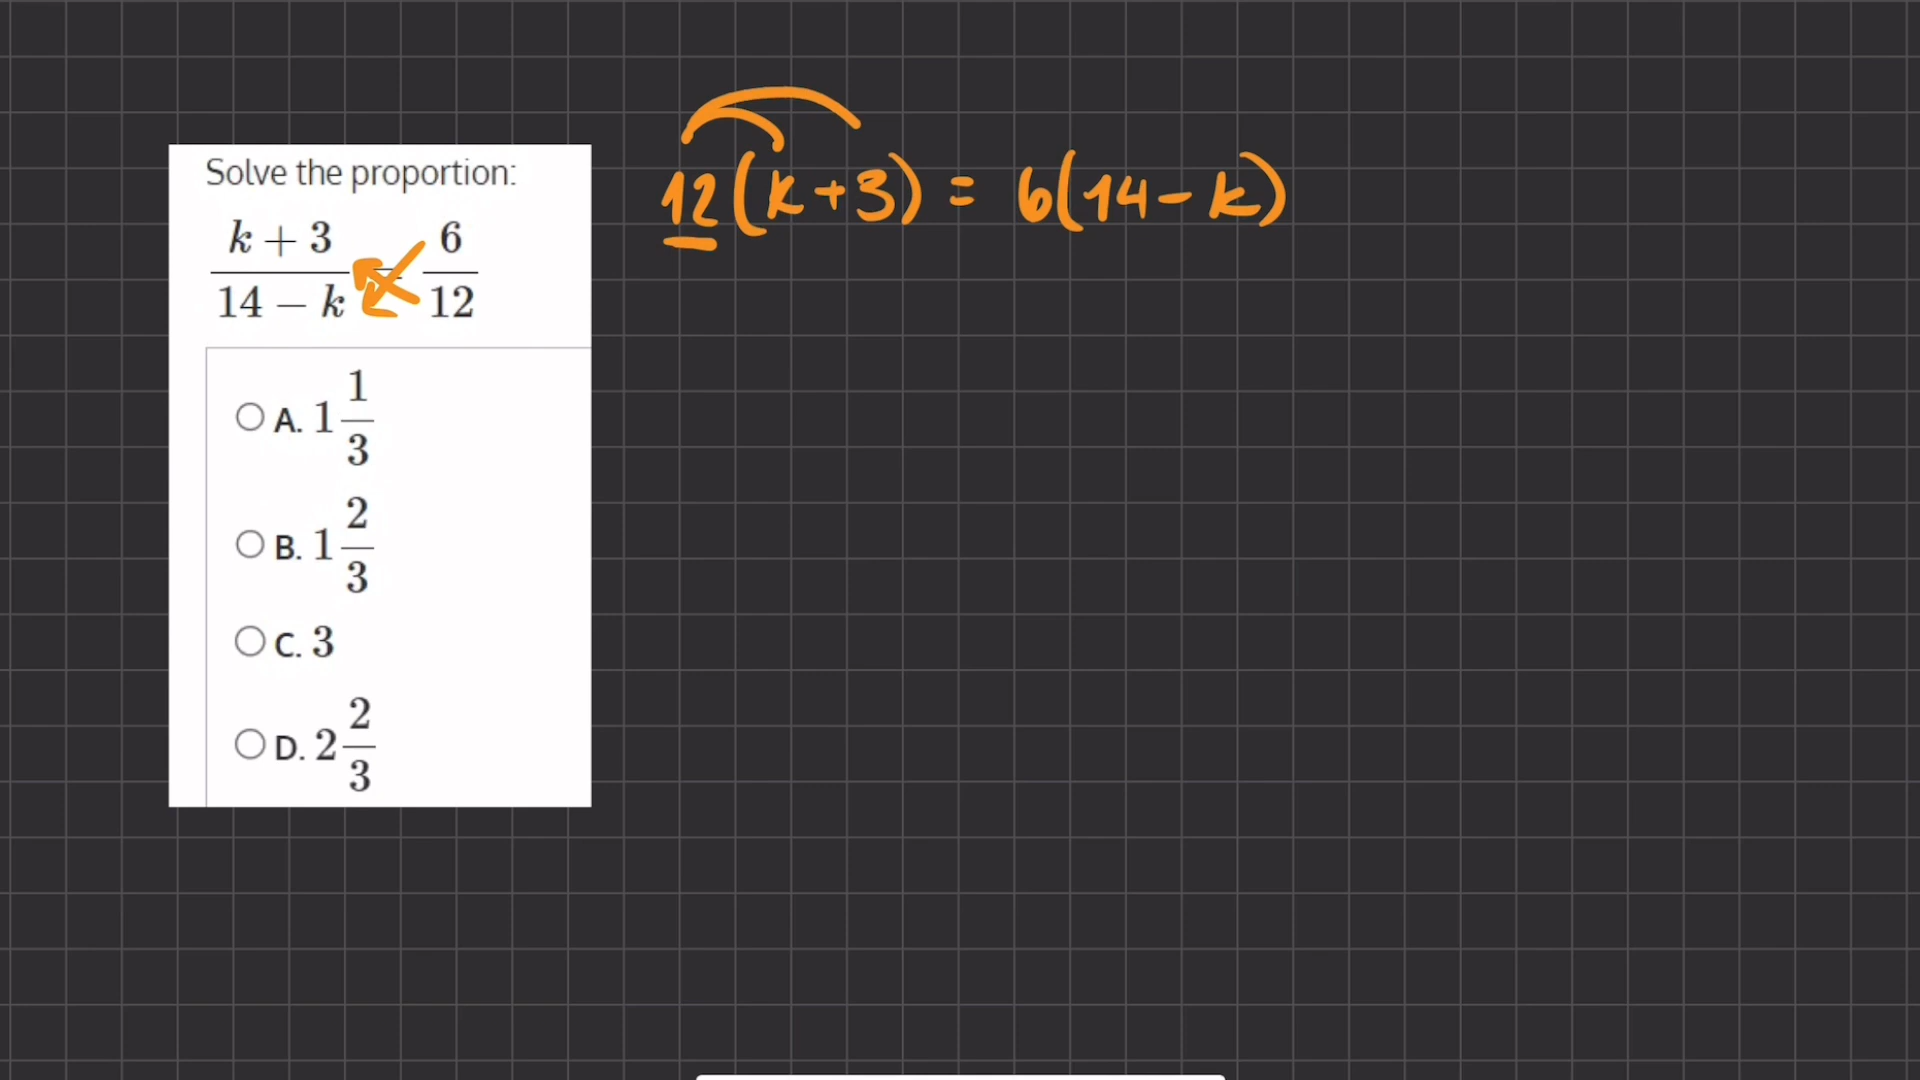 Solve the proportion:
k + 3 / 14 − k = 6 / 12
A. 1 1/3
B. 1 2/3
C. 3
D. 2 2/3
12(k+3) = 6(14-k)